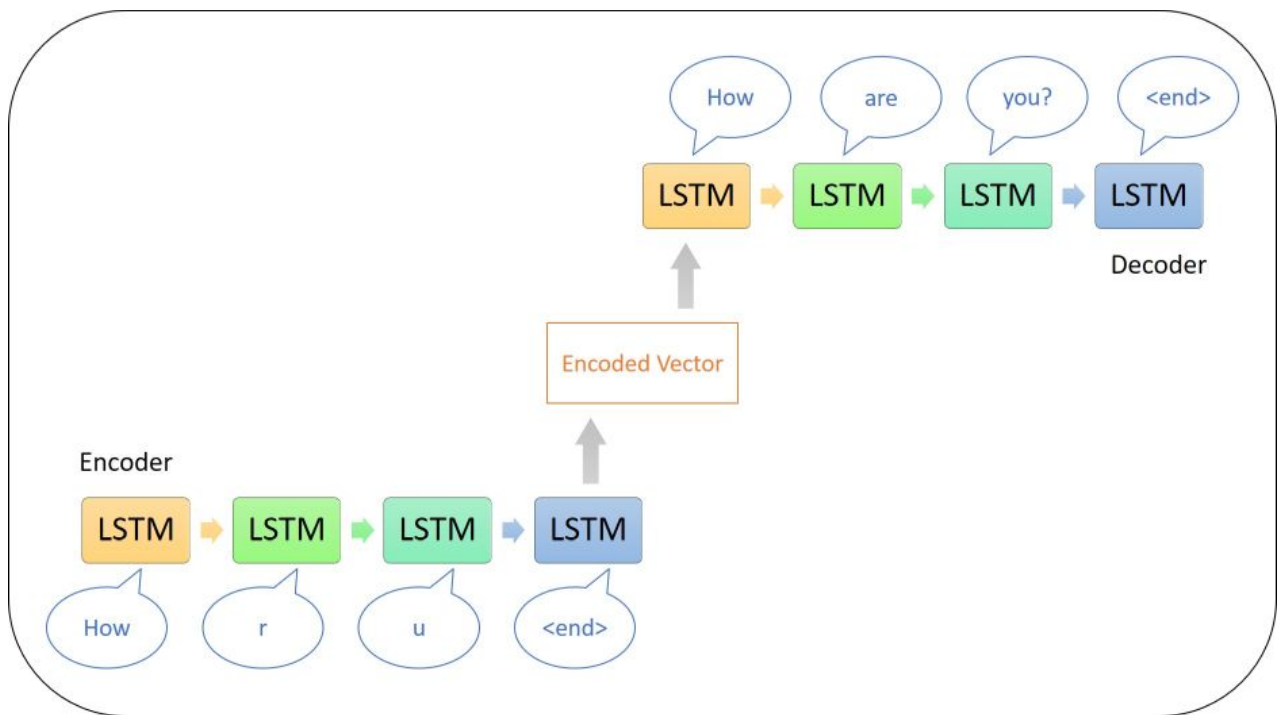 How are you? <end>
LSTM LSTM LSTM LSTM
Decoder
Encoded Vector
Encoder
LSTM LSTM LSTM LSTM
How r u <end>